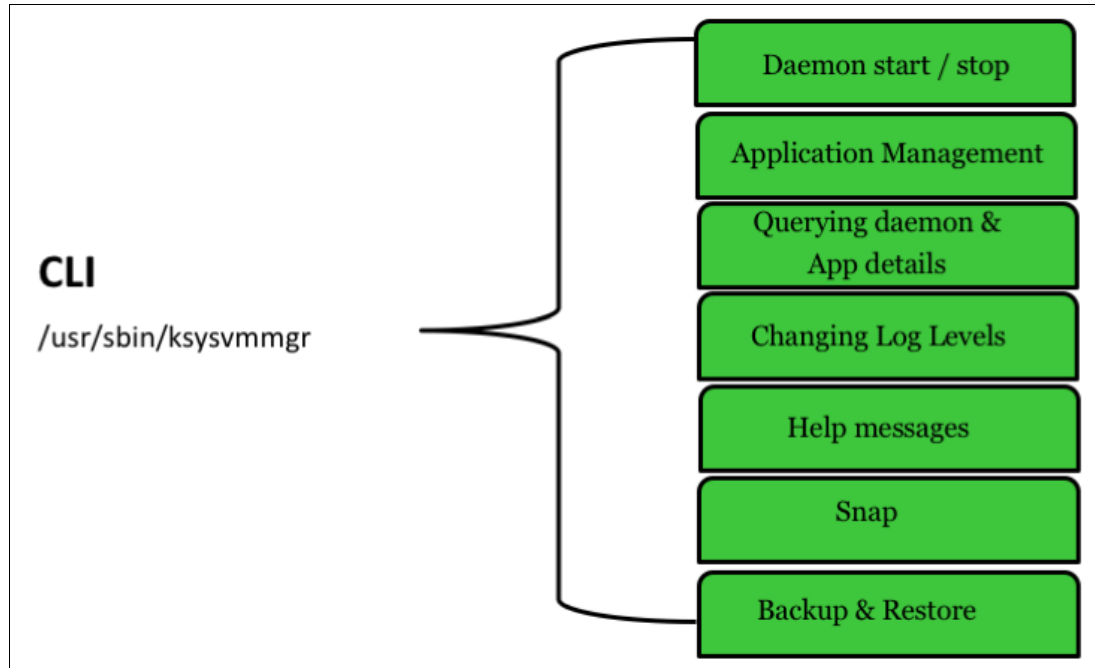 CLI
/usr/sbin/ksysvmmgr
Daemon start / stop
Application Management
Querying daemon &
App details
Changing Log Levels
Help messages
Snap
Backup & Restore